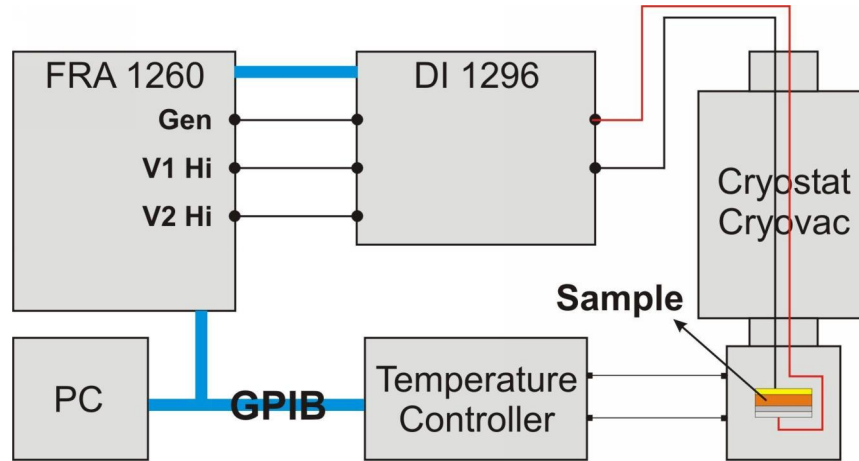 FRA 1260
DI 1296
Gen
V1 Hi
V2 Hi
Cryostat
Cryovac
Sample
PC
GPIB
Temperature
Controller